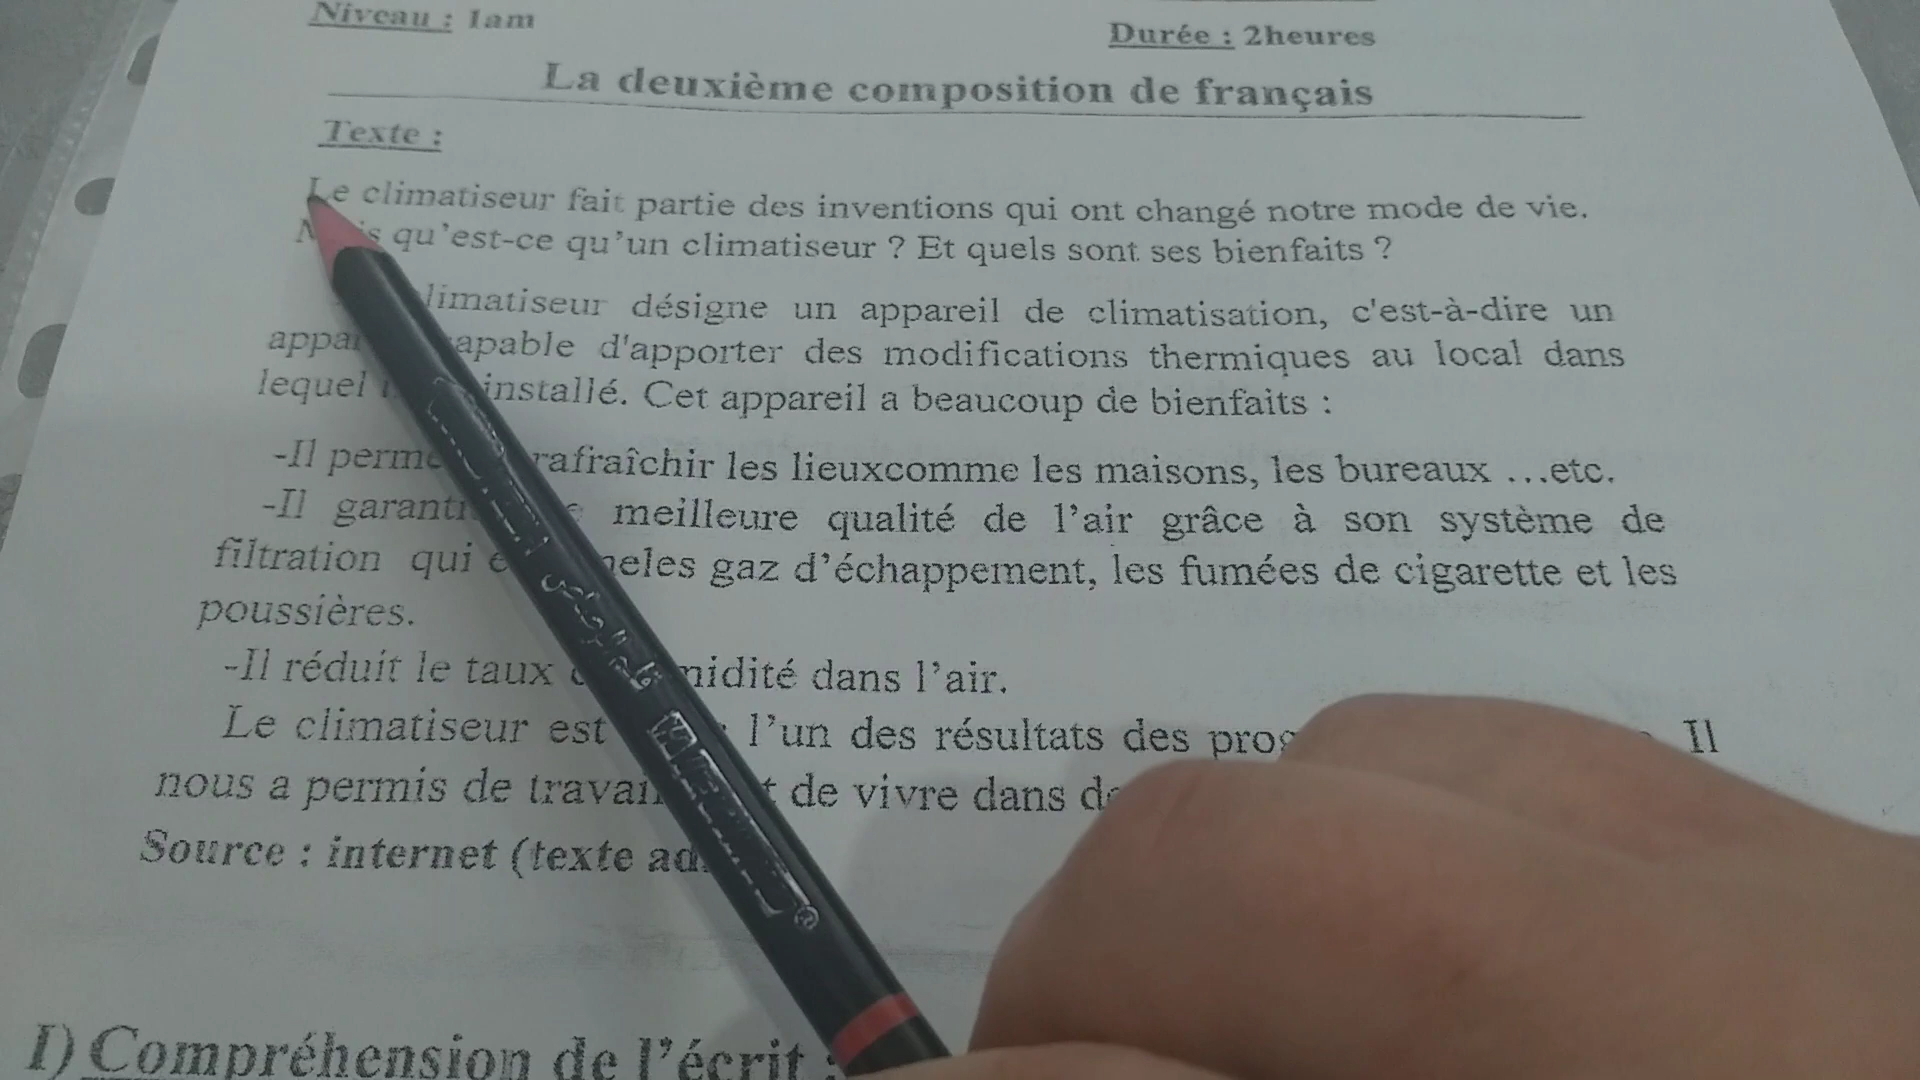 Niveau : 1am
Durée : 2heures
La deuxième composition de français
Texte :
Le climatiseur fait partie des inventions qui ont changé notre mode de vie.
qu'est-ce qu'un climatiseur ? Et quels sont ses bienfaits ?
climatiseur désigne un appareil de climatisation, c'est-à-dire un
capable d'apporter des modifications thermiques au local dans
lequel installé. Cet appareil a beaucoup de bienfaits :
-Il rafraîchir les lieuxcomme les maisons, les bureaux ...etc.
-Il meilleure qualité de l'air grâce à son système de
filtration qui gaz d'échappement, les fumées de cigarette et les
poussières.
-Il réduit le taux dans l'air.
Le climatiseur est l'un des résultats des Il
nous a permis de de vivre dans
Source : internet (texte
I) Compréhension de l'écrit :